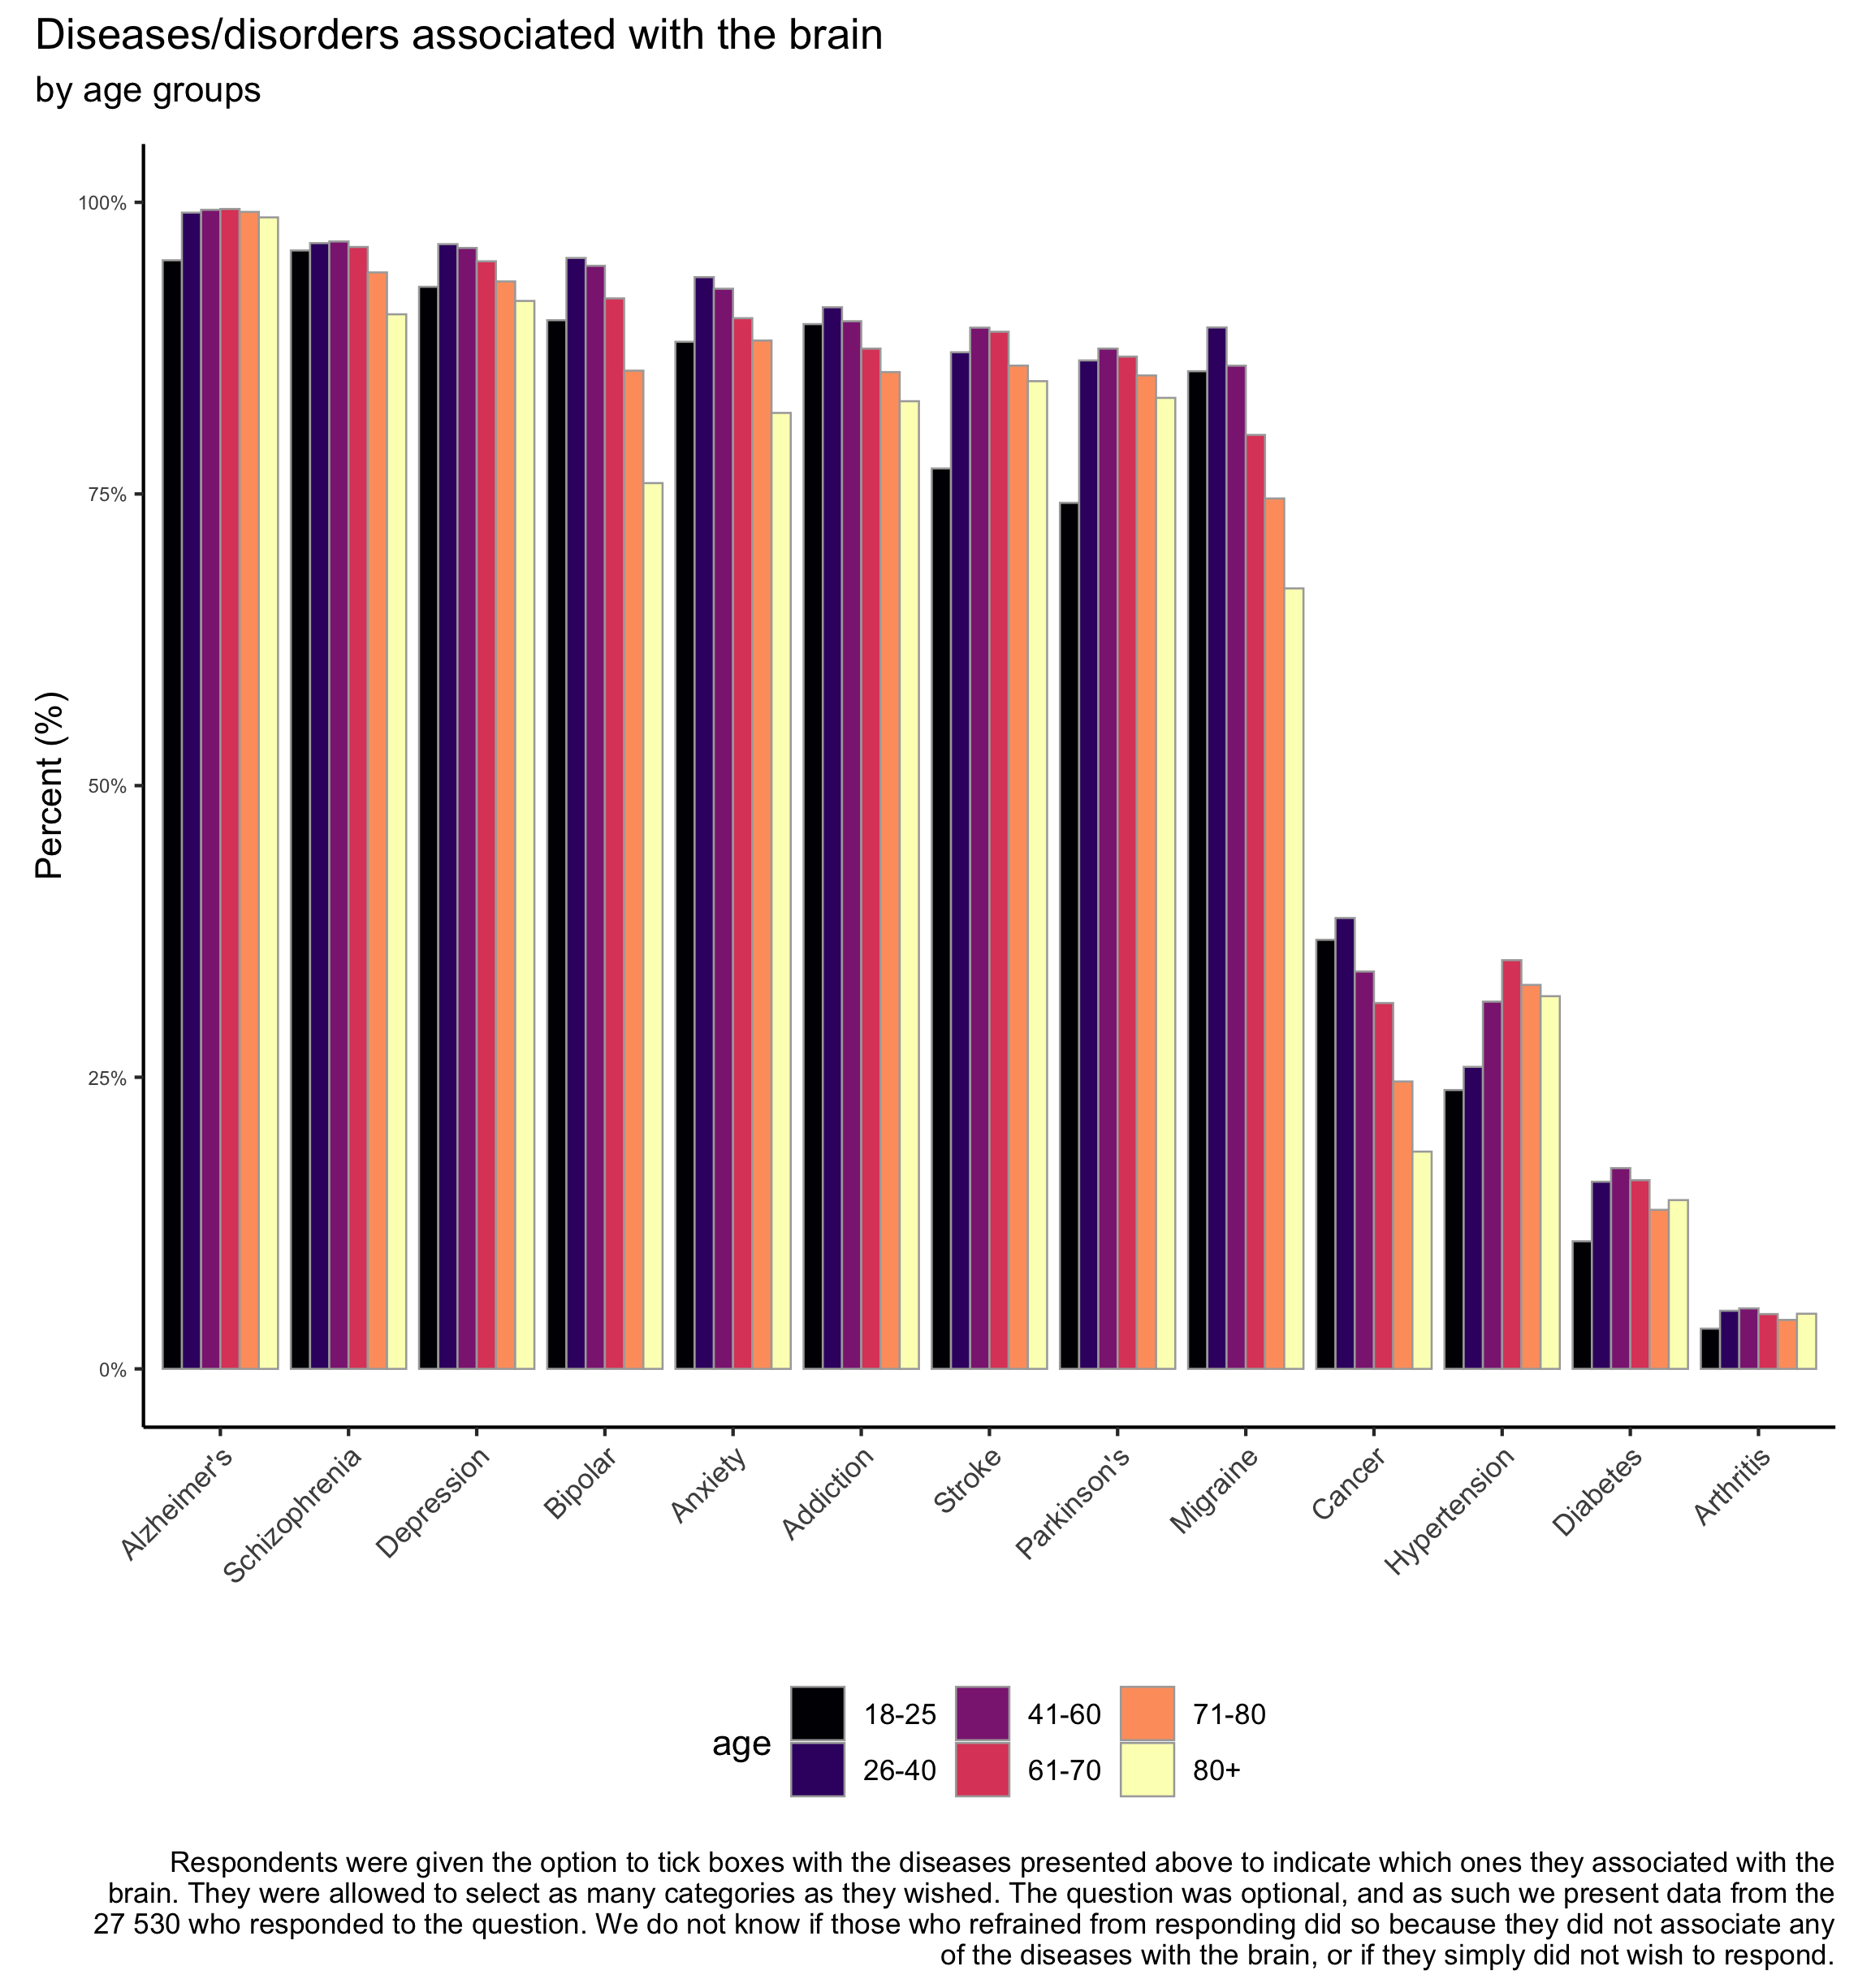 Diseases/disorders associated with the brain
by age groups
Percent (%)
100%
75%
50%
25%
0%
Alzheimer's
Schizophrenia
Depression
Bipolar
Anxiety
Addiction
Stroke
Parkinson's
Migraine
Cancer
Hypertension
Diabetes
Arthritis
age
18-25
26-40
41-60
61-70
71-80
80+
Respondents were given the option to tick boxes with the diseases presented above to indicate which ones they associated with the
brain. They were allowed to select as many categories as they wished. The question was optional, and as such we present data from the
27 530 who responded to the question. We do not know if those who refrained from responding did so because they did not associate any
of the diseases with the brain, or if they simply did not wish to respond.